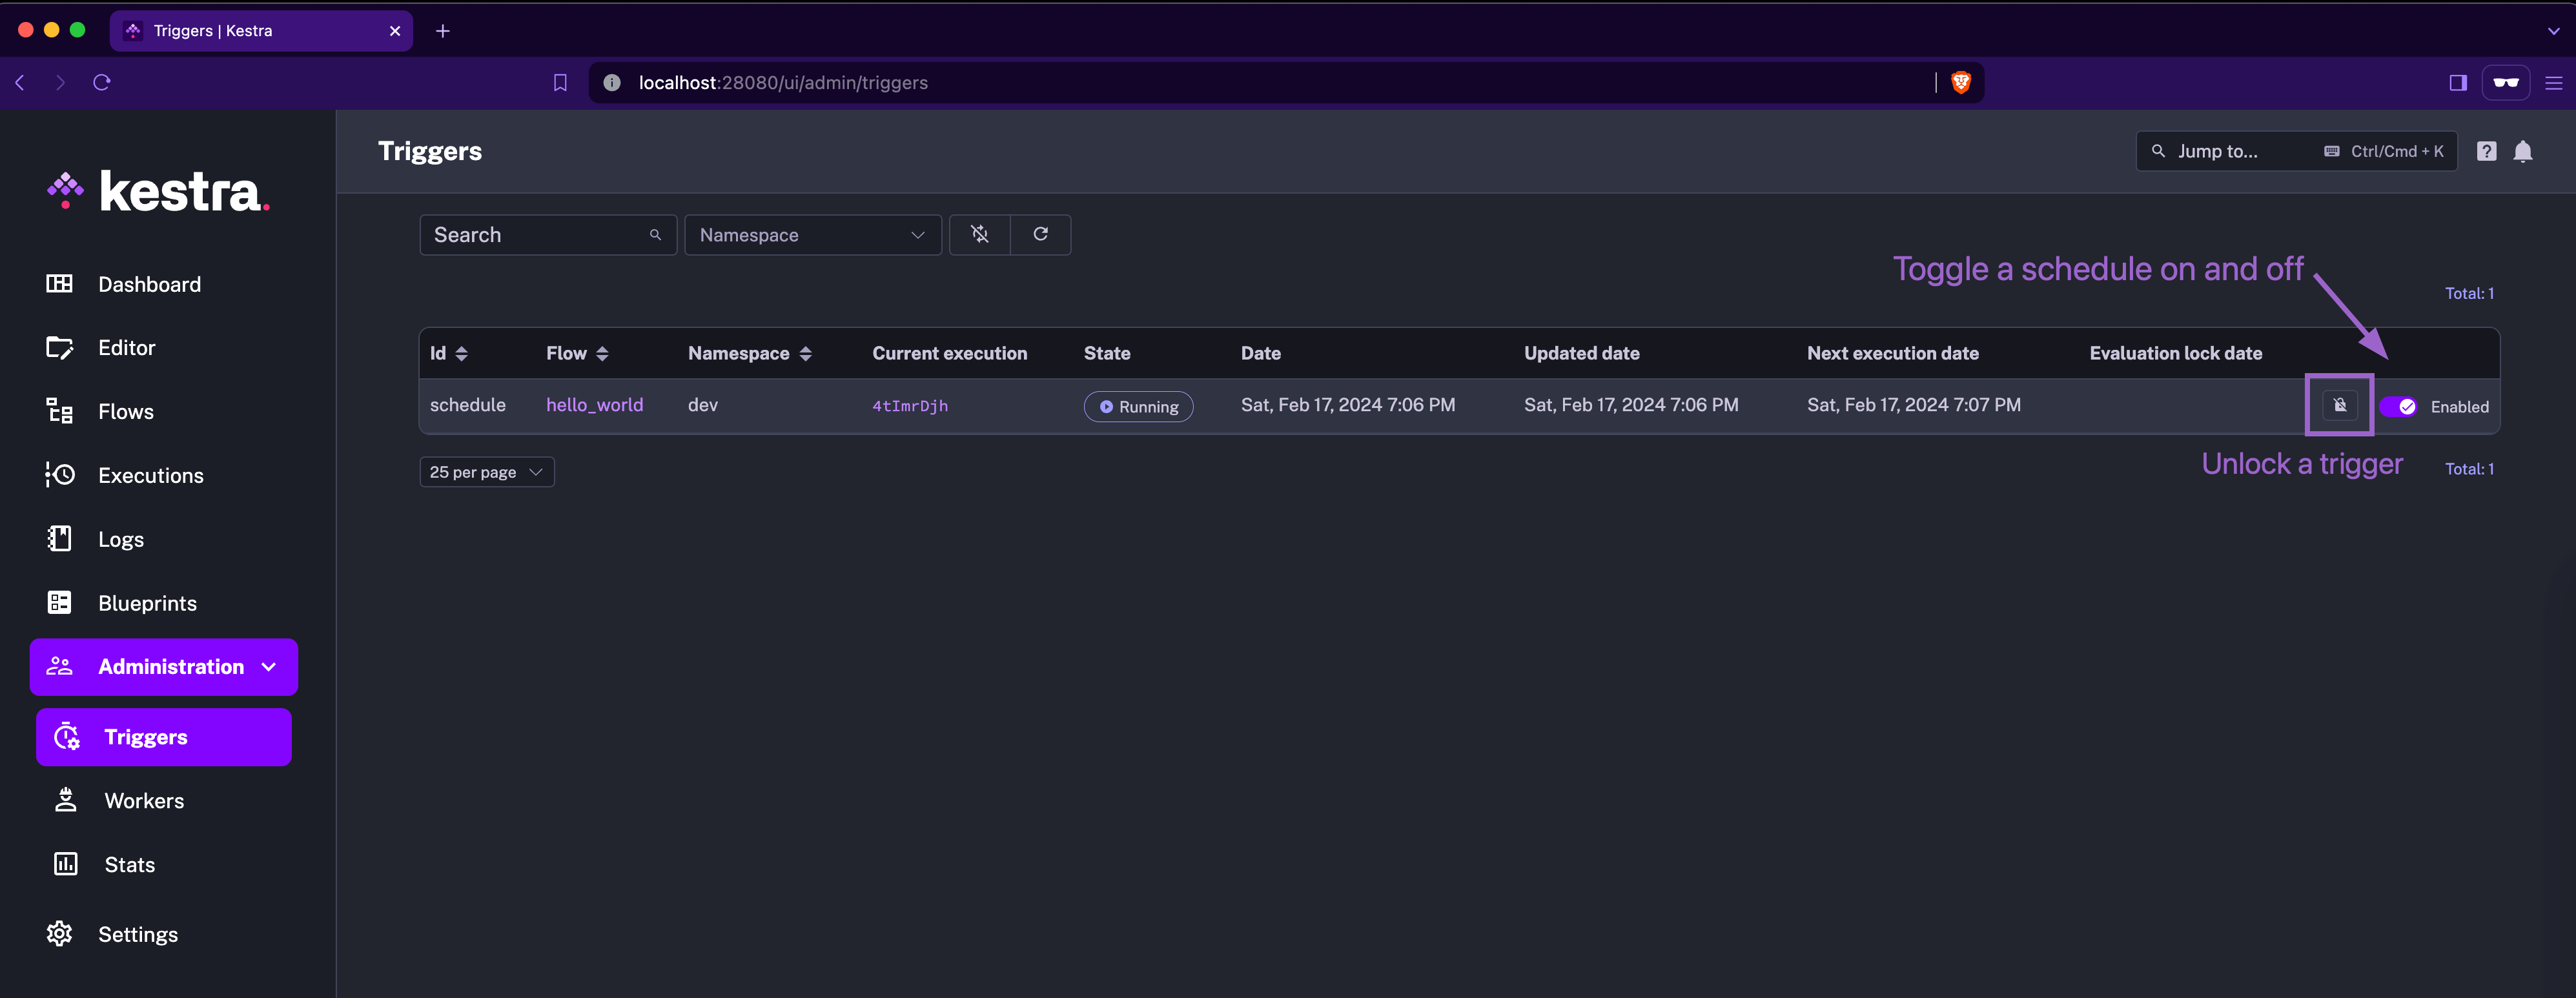 Triggers | Kestra
localhost:28080/ui/admin/triggers
kestra.
Triggers
Jump to...
Ctrl/Cmd + K
?
Dashboard
Editor
Flows
Executions
Logs
Blueprints
Administration
Triggers
Workers
Stats
Settings
Search
Namespace
Toggle a schedule on and off
Total: 1
Id Flow Namespace Current execution State Date Updated date Next execution date Evaluation lock date
schedule hello_world dev 4tImrDjh Running Sat, Feb 17, 2024 7:06 PM Sat, Feb 17, 2024 7:06 PM Sat, Feb 17, 2024 7:07 PM Enabled
25 per page
Unlock a trigger
Total: 1